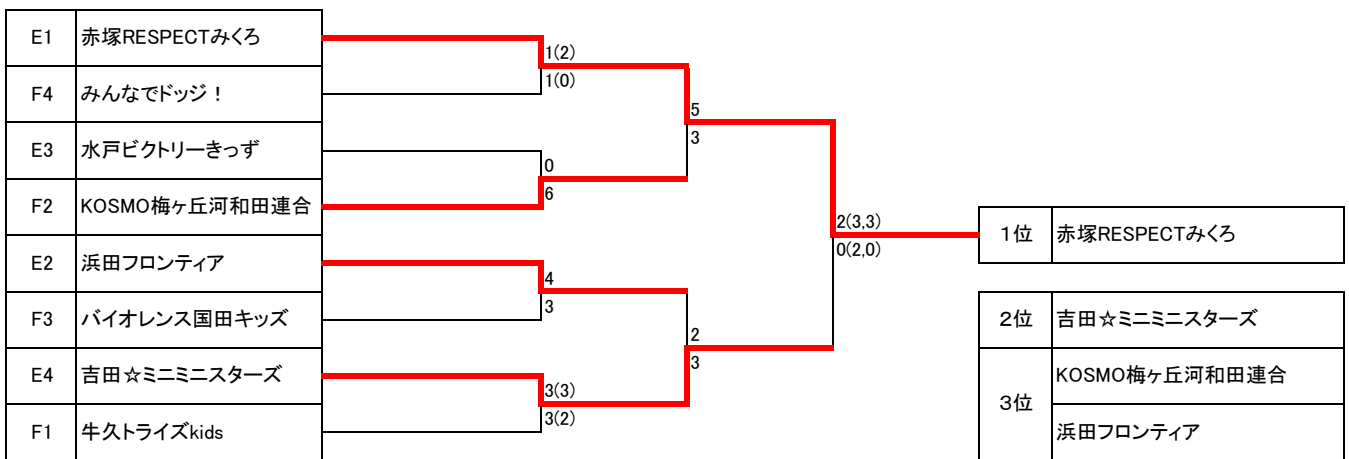 E1 赤塚RESPECTみくろ
1(2)
1(0)
F4 みんなでドッジ！
5
3
E3 水戸ビクトリーきっず
0
6
F2 KOSMO梅ヶ丘河和田連合
2(3,3)
0(2,0)
1位 赤塚RESPECTみくろ
E2 浜田フロンティア
4
3
F3 バイオレンス国田キッズ
2
3
2位 吉田☆ミニミニスターズ
E4 吉田☆ミニミニスターズ
3(3)
3(2)
3位
KOSMO梅ヶ丘河和田連合
浜田フロンティア
F1 牛久トライズkids